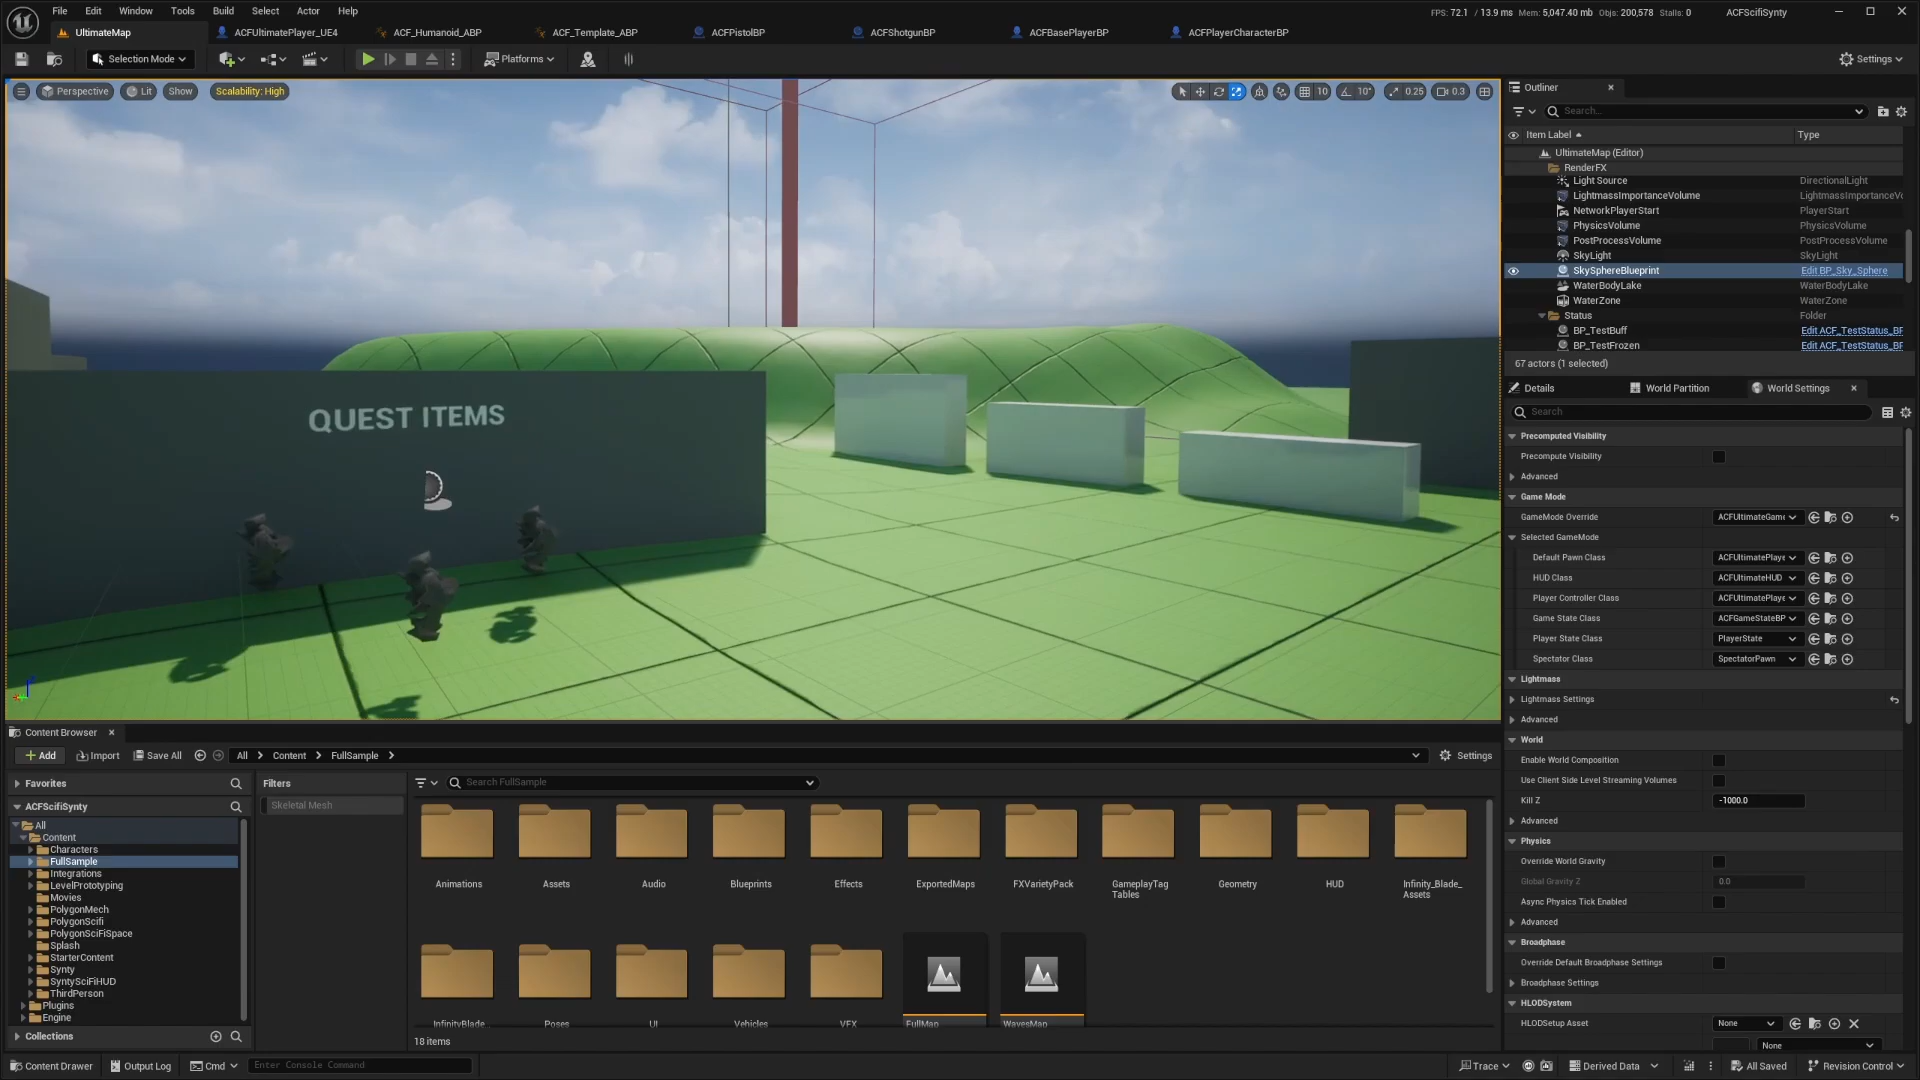 File Edit Window Tools Build Select Actor Help
FPS: 72.1 / 13.9 ms Mem: 5,047.40 mb Objs: 200,578 Stalls: 0 ACFScifiSynty
UltimateMap ACFUltimatePlayer_UE4 ACF_Humanoid_ABP ACF_Template_ABP ACFPistolBP ACFShotgunBP ACFBasePlayerBP ACFPlayerCharacterBP
Selection Mode Platforms Settings
Perspective Lit Show Scalability: High 10 10° 0.25 0.3
QUEST ITEMS
Outliner
Search...
Item Label Type
UltimateMap (Editor)
RenderFX
Light Source DirectionalLight
LightmassImportanceVolume LightmassImportanceVo
NetworkPlayerStart PlayerStart
PhysicsVolume PhysicsVolume
PostProcessVolume PostProcessVolume
SkyLight SkyLight
SkySphereBlueprint Edit BP_Sky_Sphere
WaterBodyLake WaterBodyLake
WaterZone WaterZone
Status Folder
BP_TestBuff Edit ACF_TestStatus_BP
BP_TestFrozen Edit ACF_TestStatus_BP
67 actors (1 selected)
Details World Partition World Settings
Search
Precomputed Visibility
Precompute Visibility
Advanced
Game Mode
GameMode Override ACFUltimateGame
Selected GameMode
Default Pawn Class ACFUltimatePlaye
HUD Class ACFUltimateHUD
Player Controller Class ACFUltimatePlaye
Game State Class ACFGameStateBP
Player State Class PlayerState
Spectator Class SpectatorPawn
Lightmass
Lightmass Settings
Advanced
World
Enable World Composition
Use Client Side Level Streaming Volumes
Kill Z -1000.0
Advanced
Physics
Override World Gravity
Global Gravity Z 0.0
Async Physics Tick Enabled
Advanced
Broadphase
Override Default Broadphase Settings
Broadphase Settings
HLODSystem
HLODSetup Asset None
None
Content Browser
Add Import Save All All Content FullSample Settings
Favorites
ACFScifiSynty
All
Content
Characters
FullSample
Integrations
LevelPrototyping
Movies
PolygonMech
PolygonScifi
PolygonSciFiSpace
Splash
StarterContent
Synty
SyntySciFiHUD
ThirdPerson
Plugins
Engine
Collections
Filters
Skeletal Mesh
Search FullSample
Animations Assets Audio Blueprints Effects ExportedMaps FXVarietyPack GameplayTag Tables Geometry HUD Infinity_Blade_ Assets
InfinityBlade_ Poses UI Vehicles VFX FullMap WavesMap
18 items
Content Drawer Output Log Cmd Enter Console Command Trace Derived Data All Saved Revision Control